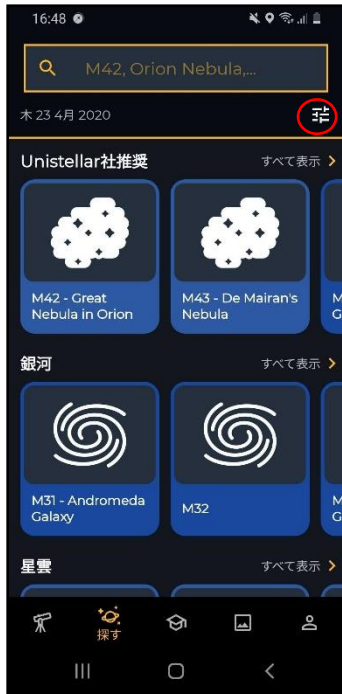 16:48
M42, Orion Nebula,...
木 23 4月 2020
Unistellar社推奨 すべて表示
M42 - Great
Nebula in Orion
M43 - De Mairan's
Nebula
M
G
銀河 すべて表示
M31 - Andromeda
Galaxy
M32
M
G
星雲 すべて表示
探す